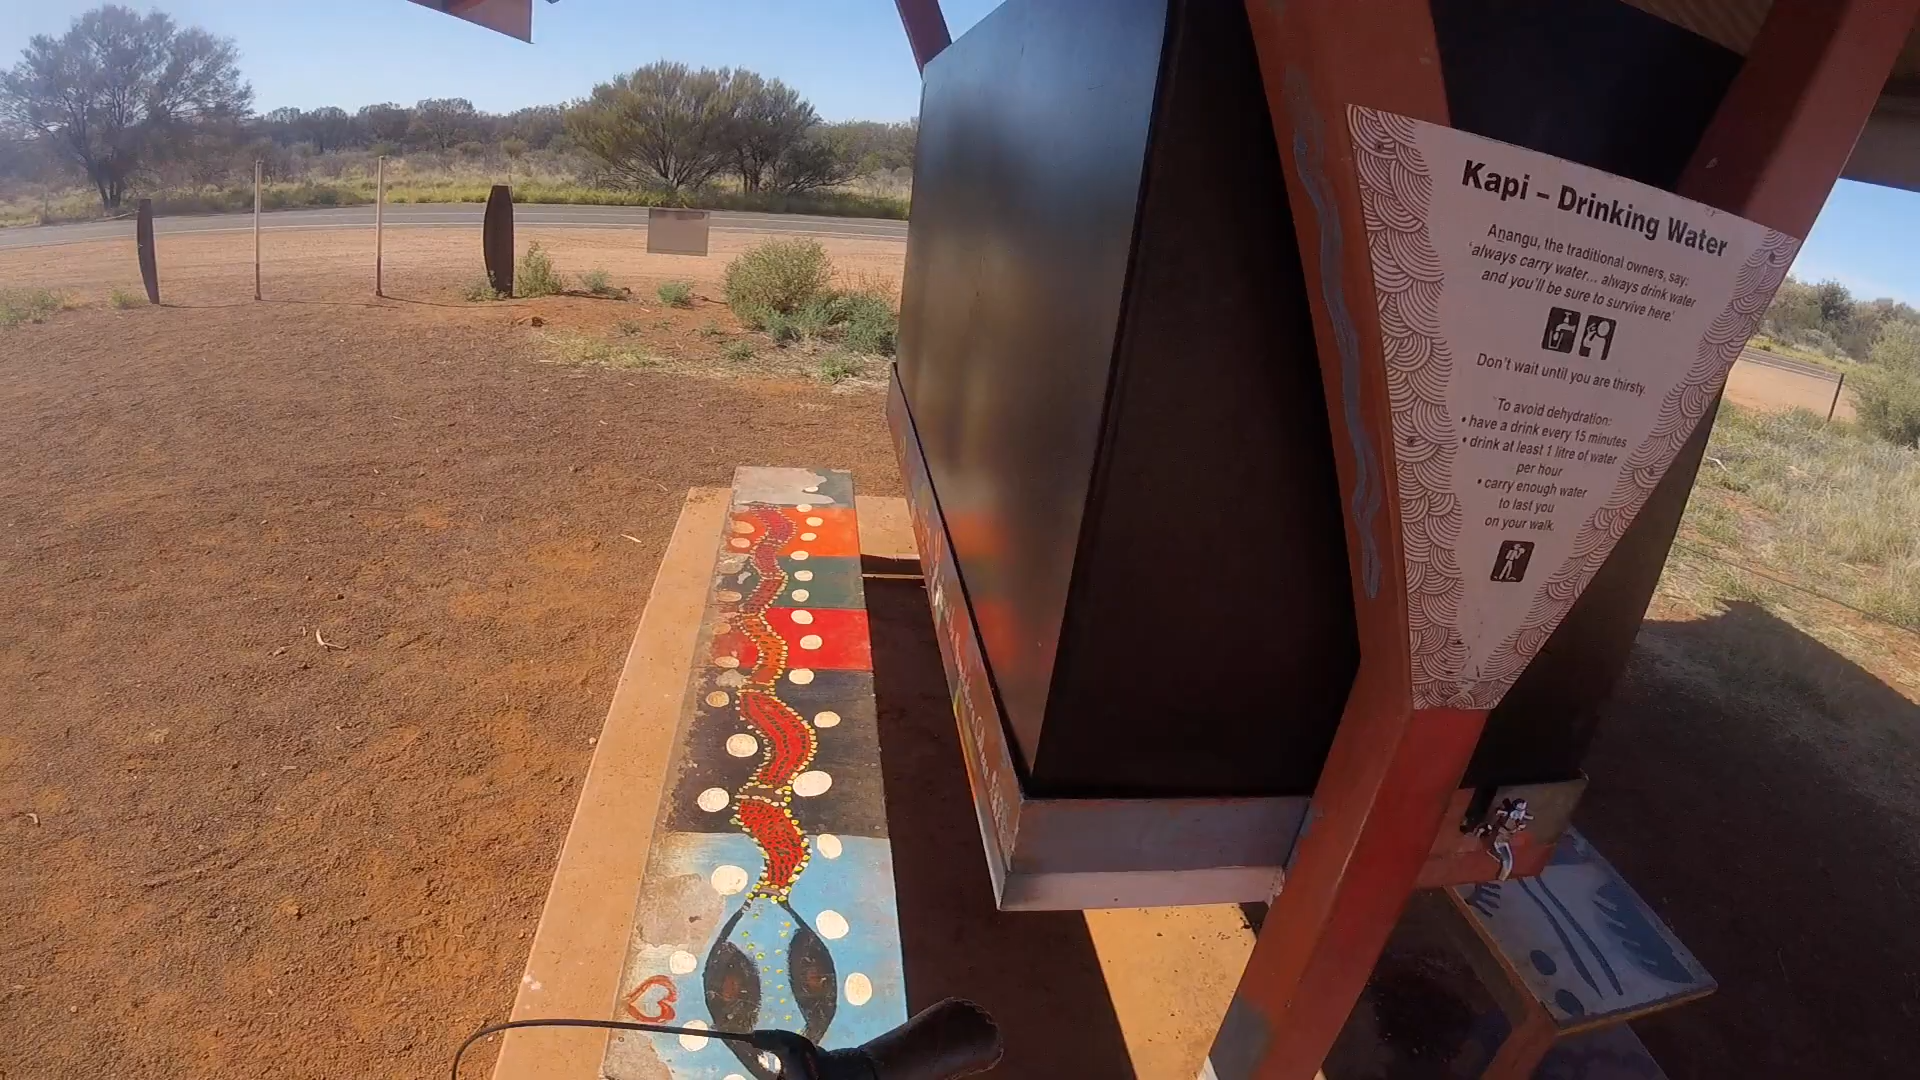 Kapi – Drinking Water
Anangu, the traditional owners, say:
'always carry water... always drink water
and you'll be sure to survive here.'
Don't wait until you are thirsty.
To avoid dehydration:
• have a drink every 15 minutes
• drink at least 1 litre of water
per hour
• carry enough water
to last you
on your walk.